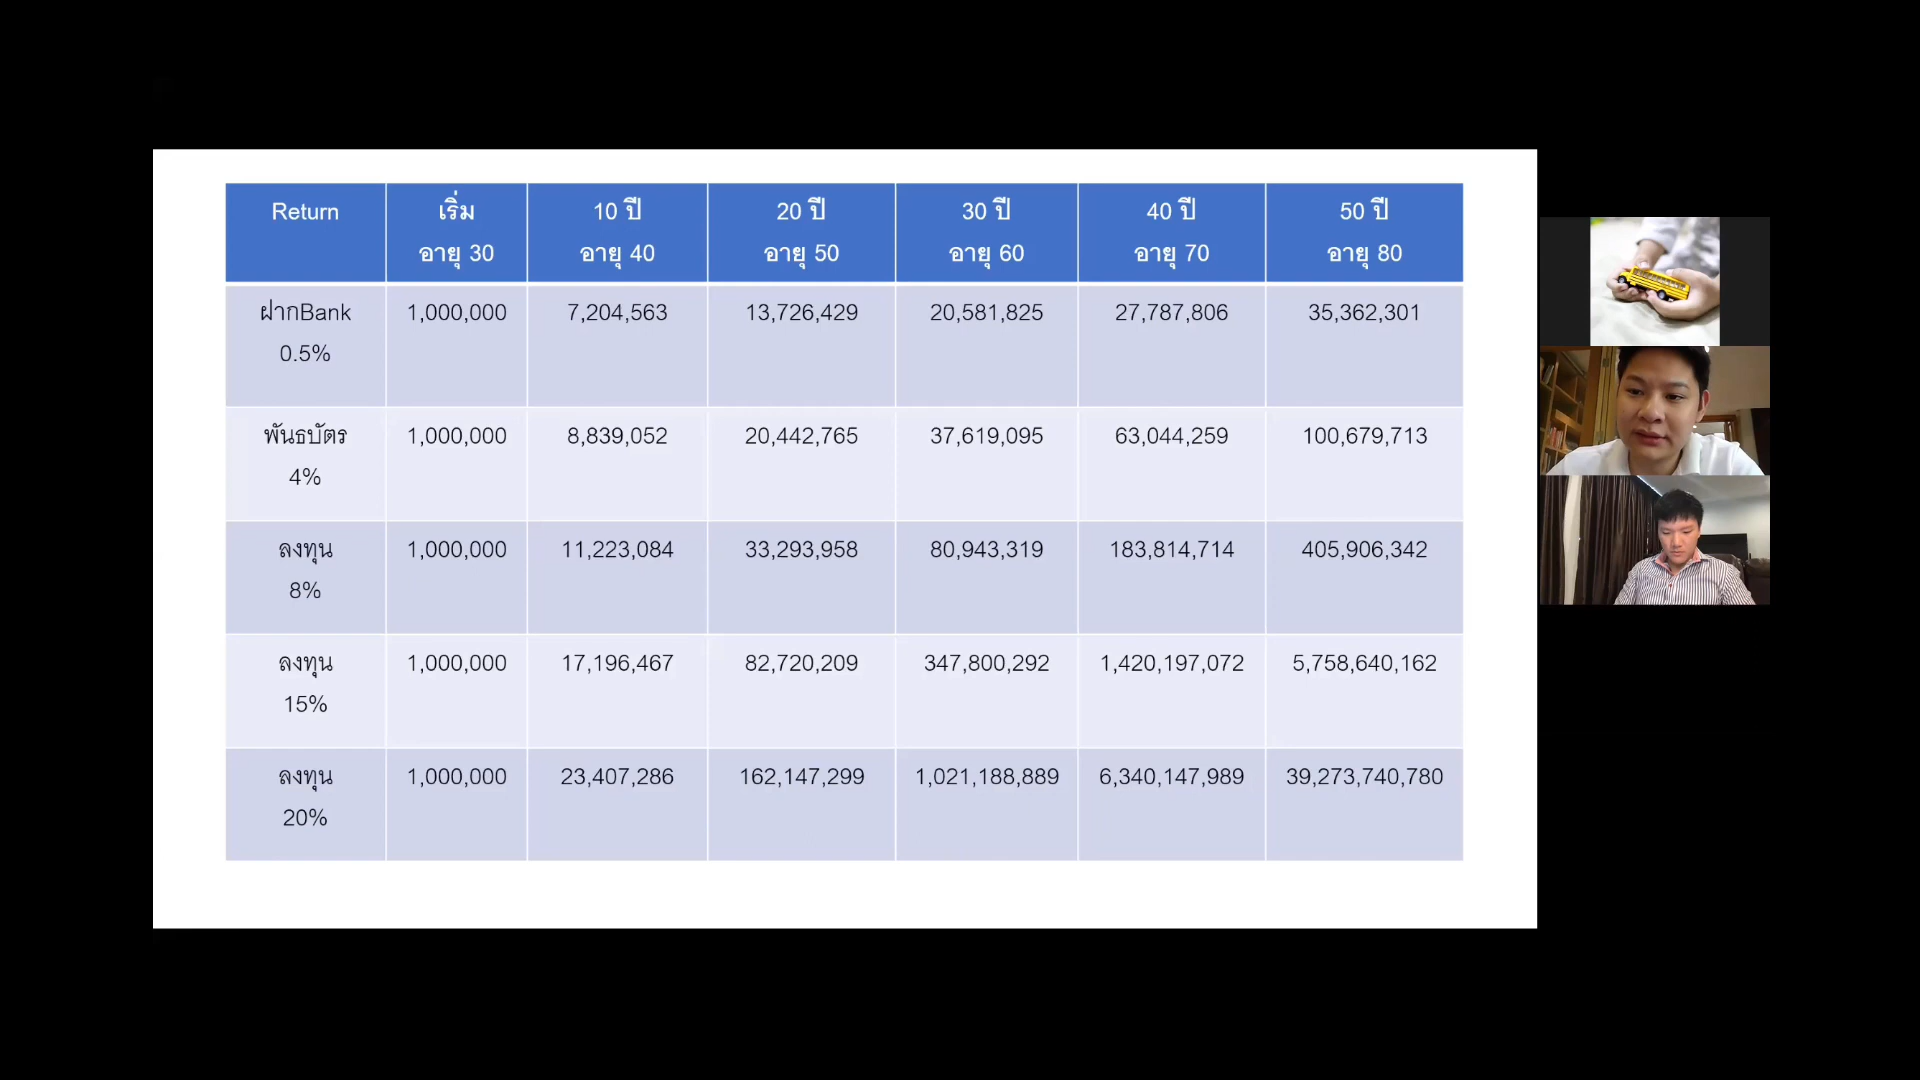 Return เริ่ม 10 ปี 20 ปี 30 ปี 40 ปี 50 ปี
อายุ 30 อายุ 40 อายุ 50 อายุ 60 อายุ 70 อายุ 80
ฝากBank 1,000,000 7,204,563 13,726,429 20,581,825 27,787,806 35,362,301
0.5%
พันธบัตร 1,000,000 8,839,052 20,442,765 37,619,095 63,044,259 100,679,713
4%
ลงทุน 1,000,000 11,223,084 33,293,958 80,943,319 183,814,714 405,906,342
8%
ลงทุน 1,000,000 17,196,467 82,720,209 347,800,292 1,420,197,072 5,758,640,162
15%
ลงทุน 1,000,000 23,407,286 162,147,299 1,021,188,889 6,340,147,989 39,273,740,780
20%